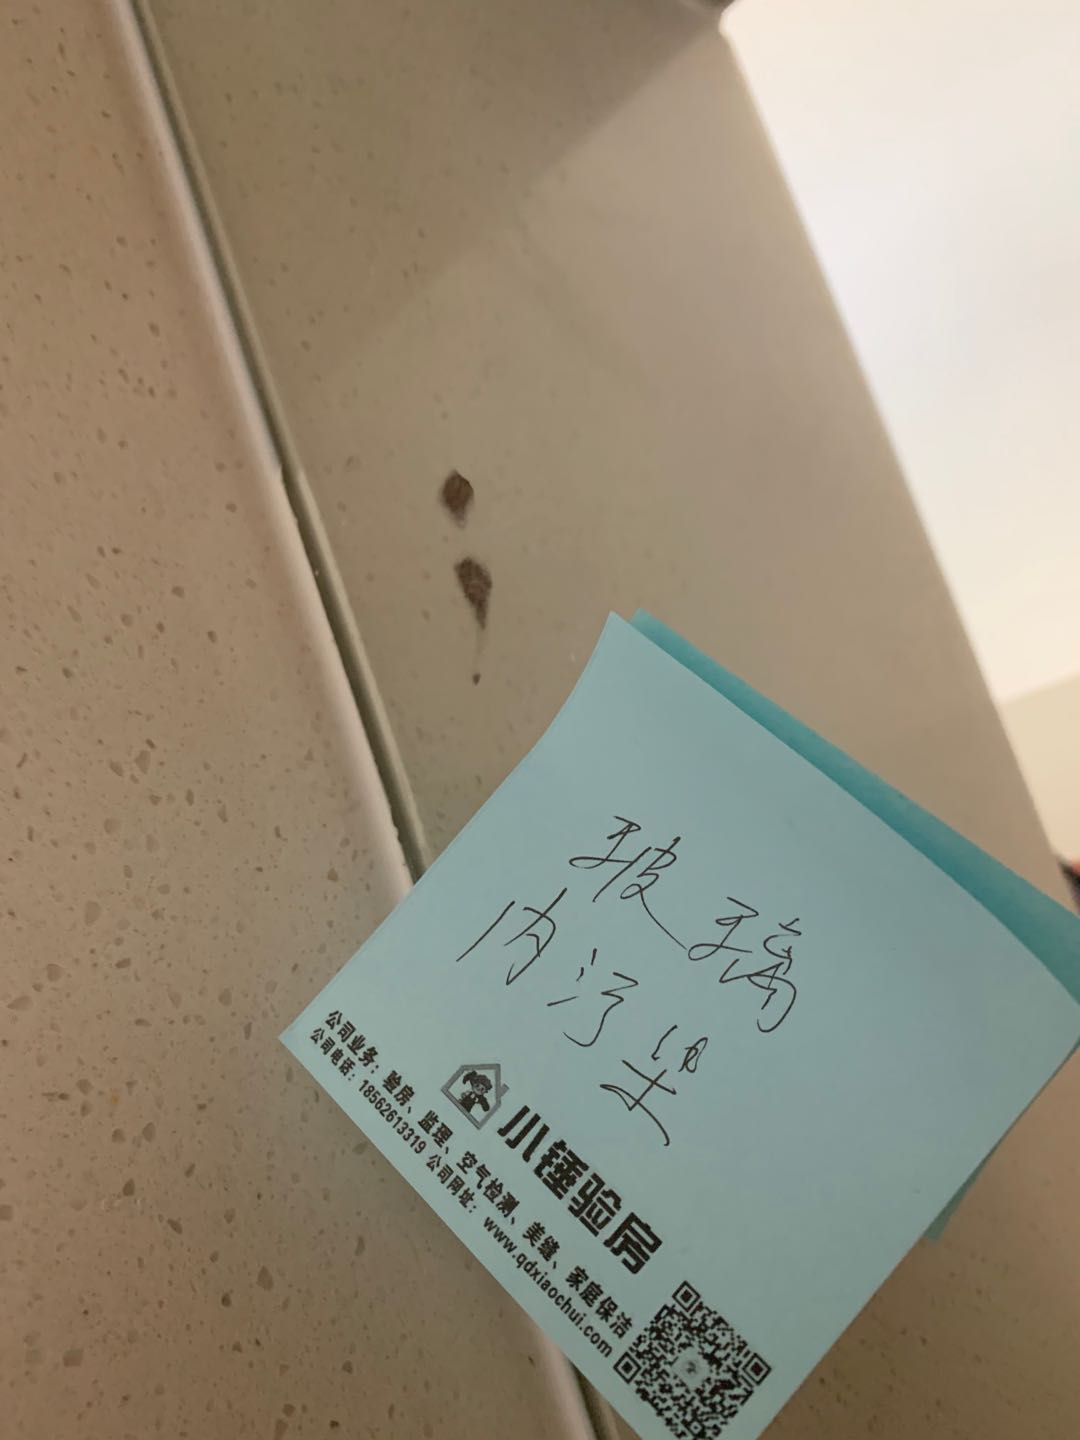 玻璃
内污染
小锤验房
公司业务：验房、监理、空气检测、美缝、家庭保洁
公司电话：18562613319 公司网址：www.qdxiaochui.com